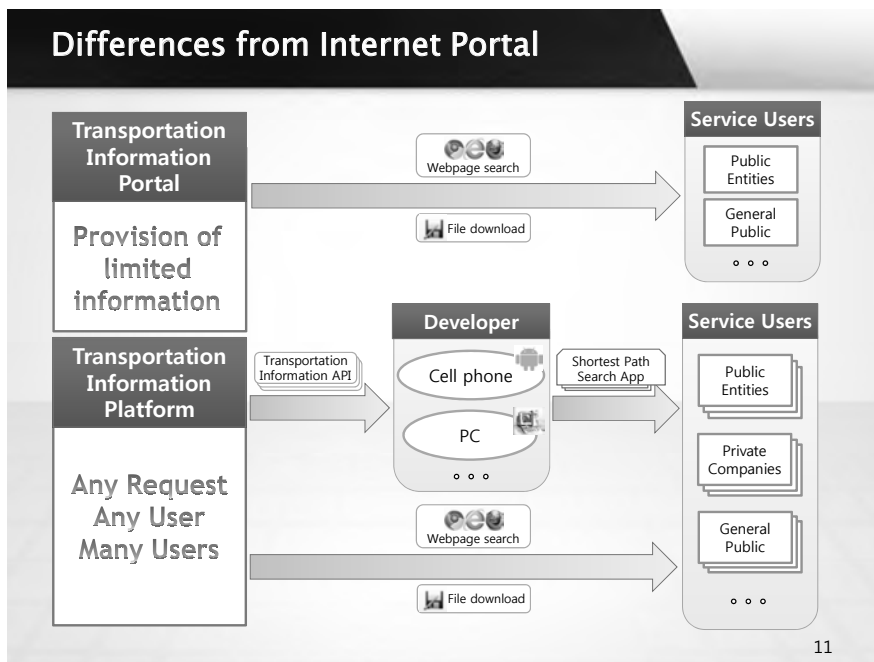 Differences from Internet Portal
Transportation
Information
Portal
Provision of
limited
information
Webpage search
File download
Service Users
Public
Entities
General
Public
Transportation
Information
Platform
Any Request
Any User
Many Users
Transportation
Information API
Developer
Cell phone
PC
Shortest Path
Search App
Webpage search
File download
Service Users
Public
Entities
Private
Companies
General
Public
11